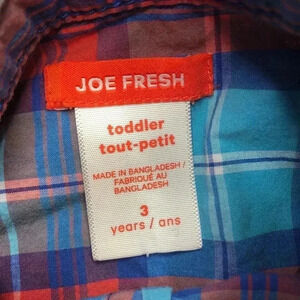 JOE FRESH
toddler
tout-petit
MADE IN BANGLADESH /
FABRIQUÉ AU
BANGLADESH
3
years / ans